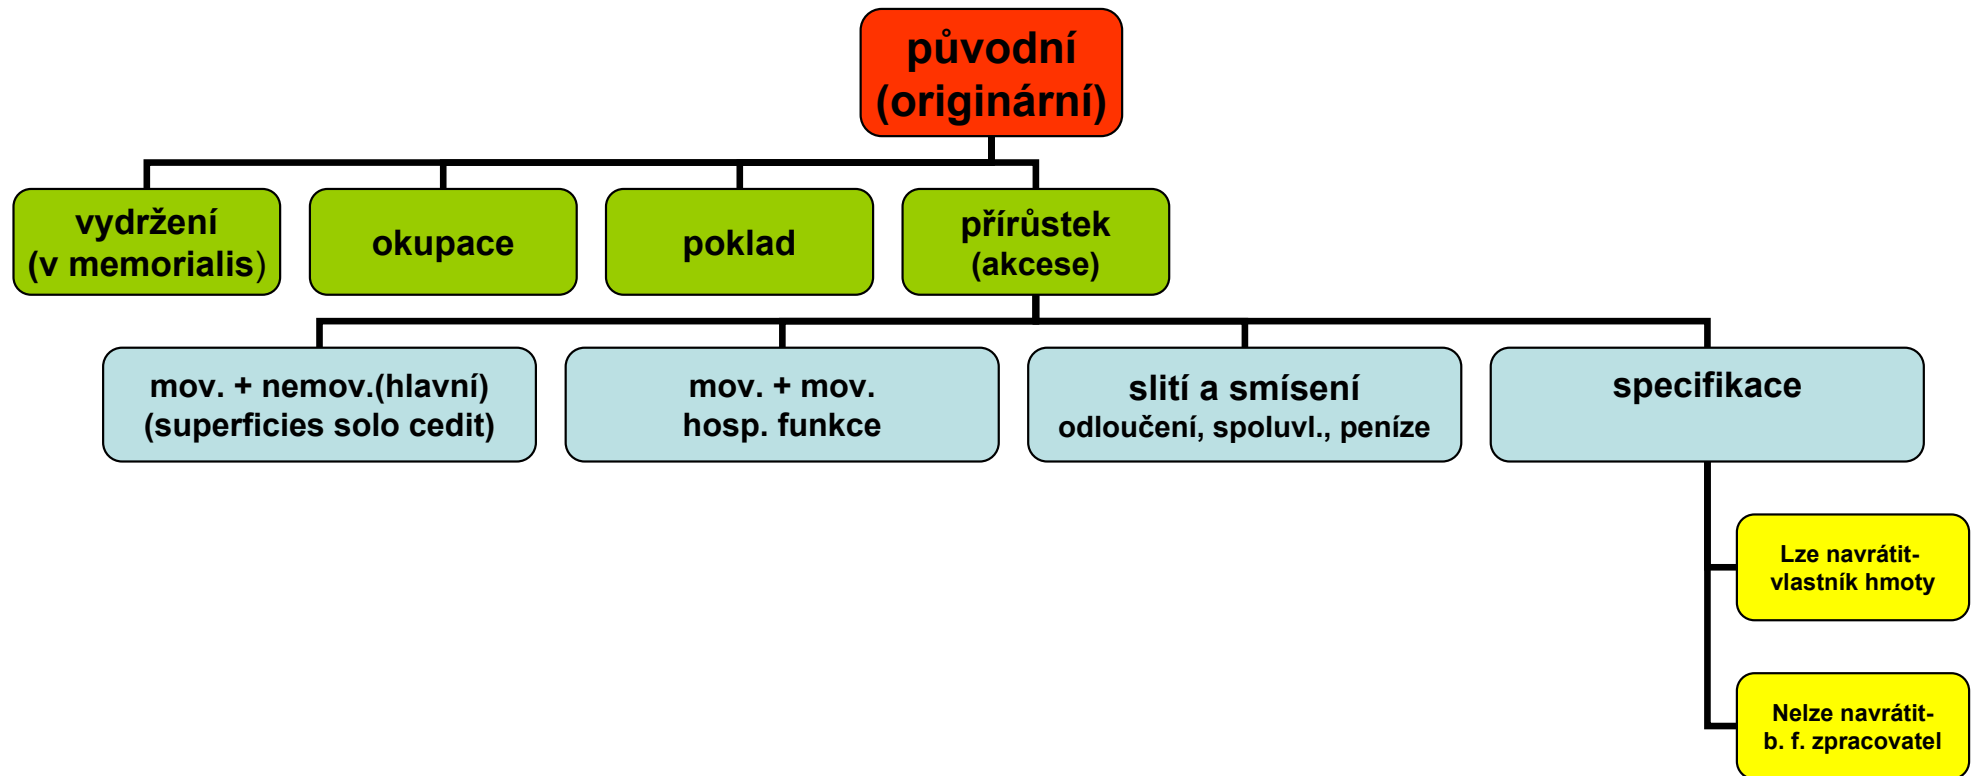 původní
(originární)
vydržení
(v memorialis)
okupace
poklad
přírůstek
(akcese)
mov. + nemov.(hlavní)
(superficies solo cedit)
mov. + mov.
hosp. funkce
slití a smísení
odloučení, spoluvl., peníze
specifikace
Lze navrátit-
vlastník hmoty
Nelze navrátit-
b. f. zpracovatel